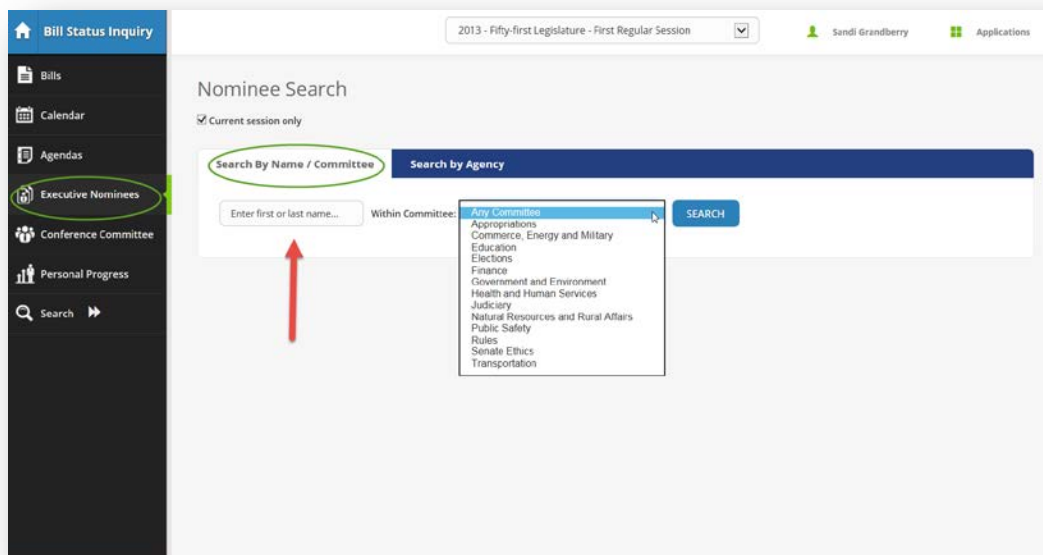 Bill Status Inquiry
2013 - Fifty-first Legislature - First Regular Session
Sandi Grandberry
Applications
Bills
Calendar
Agendas
Executive Nominees
Conference Committee
Personal Progress
Search
Nominee Search
Current session only
Search By Name / Committee
Search by Agency
Enter first or last name...
Within Committee:
Any Committee
Appropriations
Commerce, Energy and Military
Education
Elections
Finance
Government and Environment
Health and Human Services
Judiciary
Natural Resources and Rural Affairs
Public Safety
Rules
Senate Ethics
Transportation
SEARCH